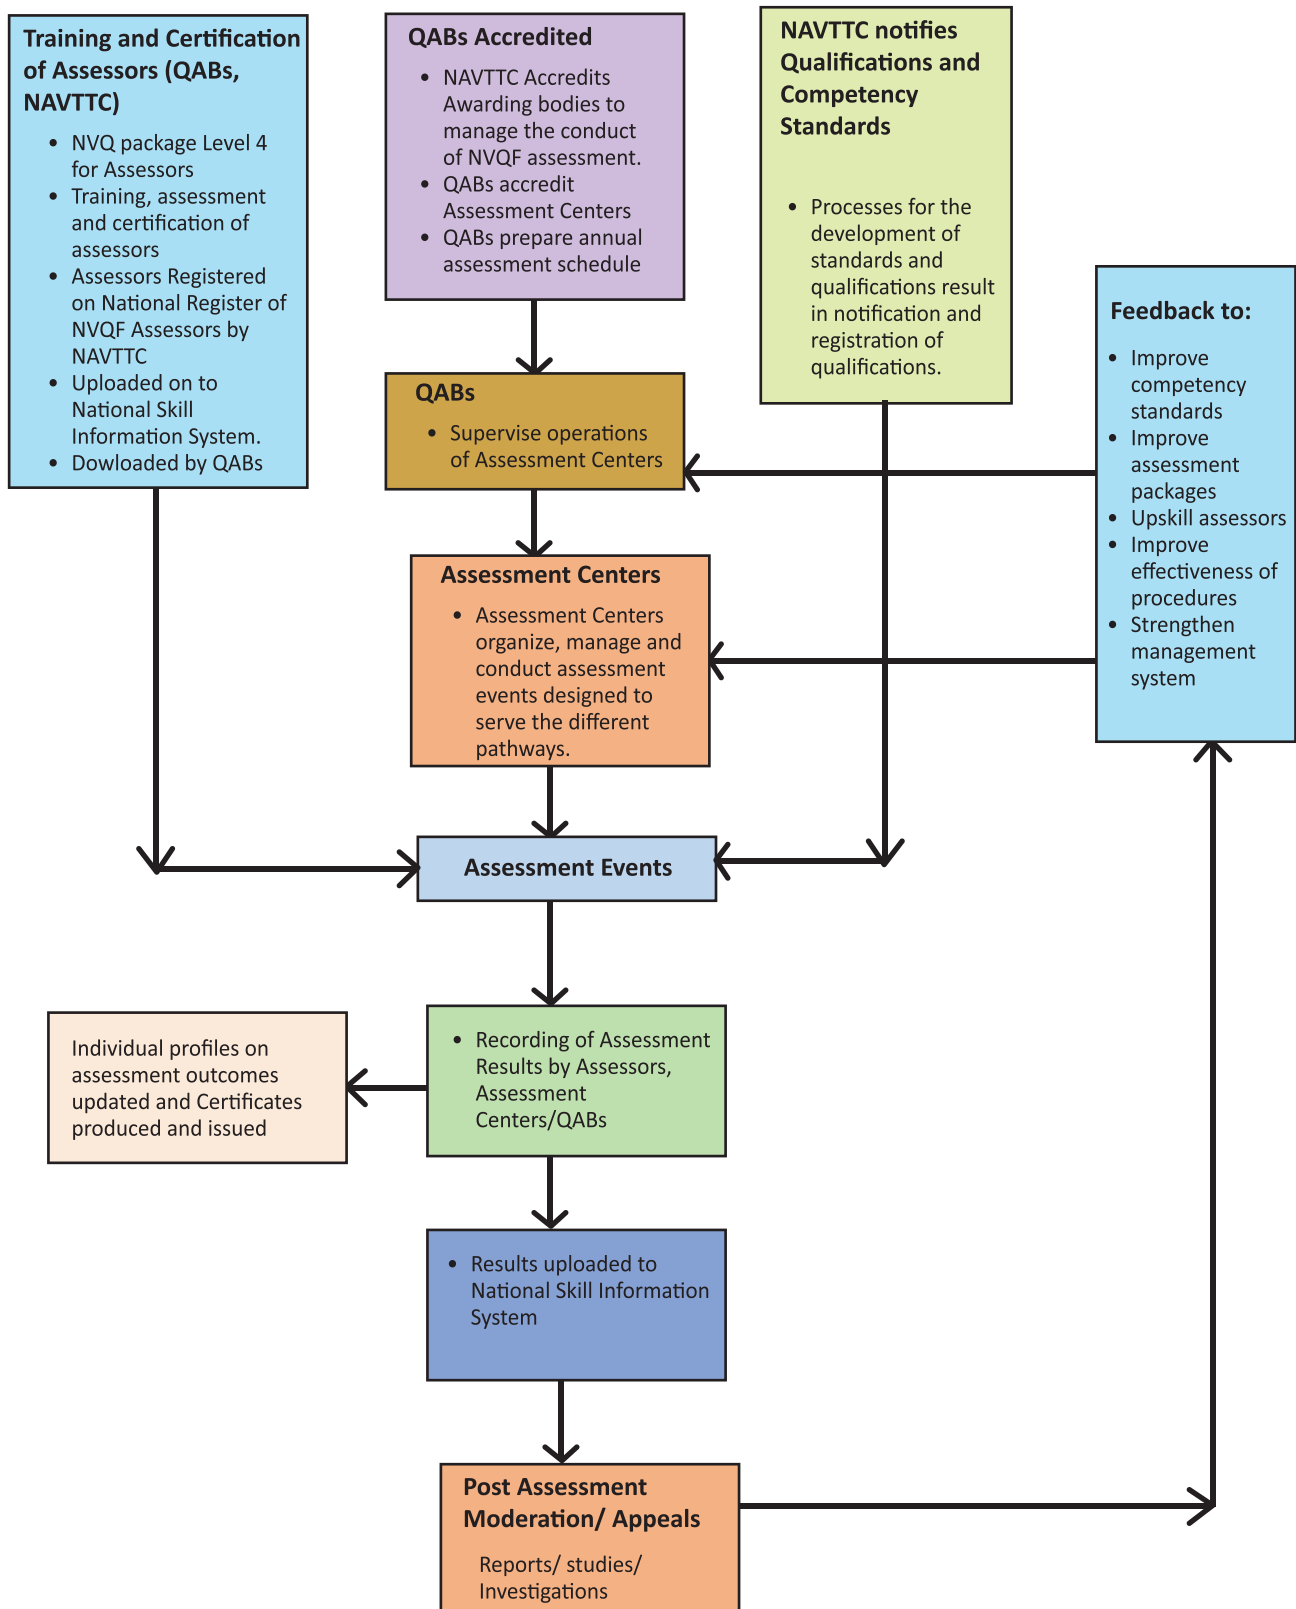 Training and Certification
of Assessors (QABs,
NAVTTC)
• NVQ package Level 4
for Assessors
• Training, assessment
and certification of
assessors
• Assessors Registered
on National Register of
NVQF Assessors by
NAVTTC
• Uploaded on to
National Skill
Information System.
• Dowloaded by QABs
QABs Accredited
• NAVTTC Accredits
Awarding bodies to
manage the conduct
of NVQF assessment.
• QABs accredit
Assessment Centers
• QABs prepare annual
assessment schedule
NAVTTC notifies
Qualifications and
Competency
Standards
• Processes for the
development of
standards and
qualifications result
in notification and
registration of
qualifications.
Feedback to:
• Improve
competency
standards
• Improve
assessment
packages
• Upskill assessors
• Improve
effectiveness of
procedures
• Strengthen
management
system
QABs
• Supervise operations
of Assessment Centers
Assessment Centers
• Assessment Centers
organize, manage and
conduct assessment
events designed to
serve the different
pathways.
Assessment Events
• Recording of Assessment
Results by Assessors,
Assessment
Centers/QABs
Individual profiles on
assessment outcomes
updated and Certificates
produced and issued
• Results uploaded to
National Skill Information
System
Post Assessment
Moderation/ Appeals
Reports/ studies/
Investigations